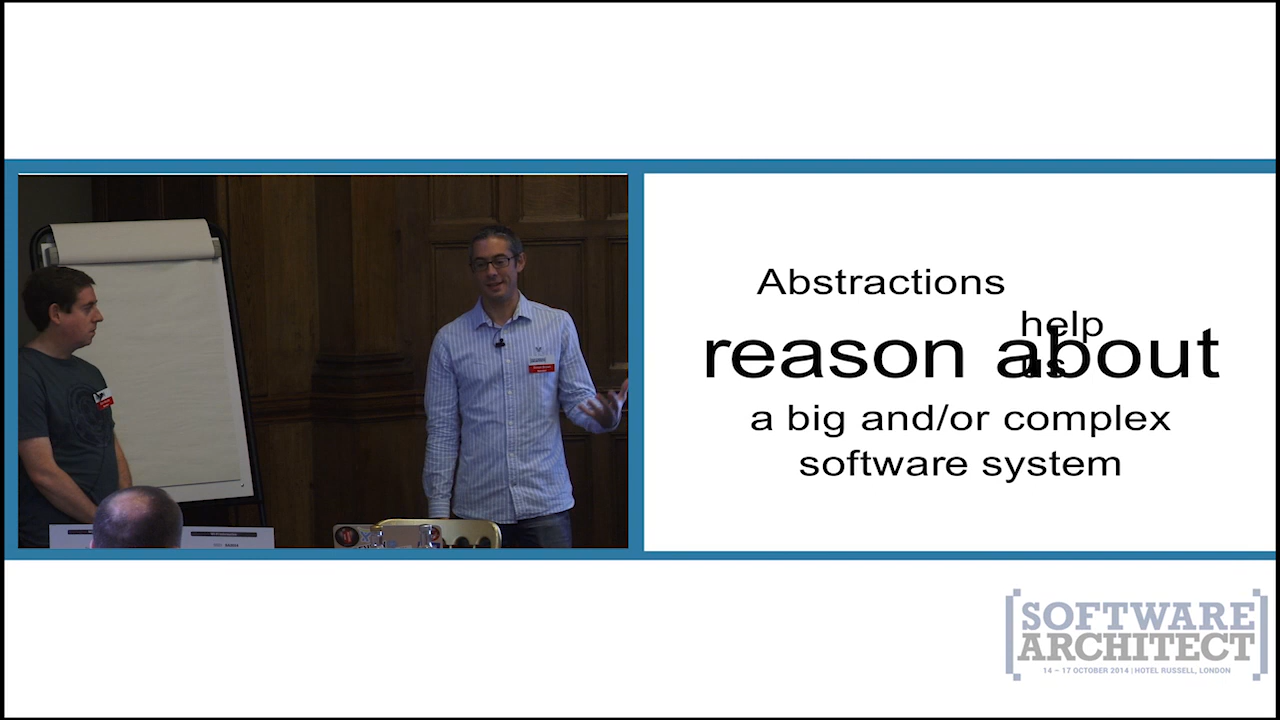 Abstractions
help
us
reason about
a big and/or complex
software system
[SOFTWARE]
ARCHITECT
14 – 17 OCTOBER 2014 | HOTEL RUSSELL, LONDON